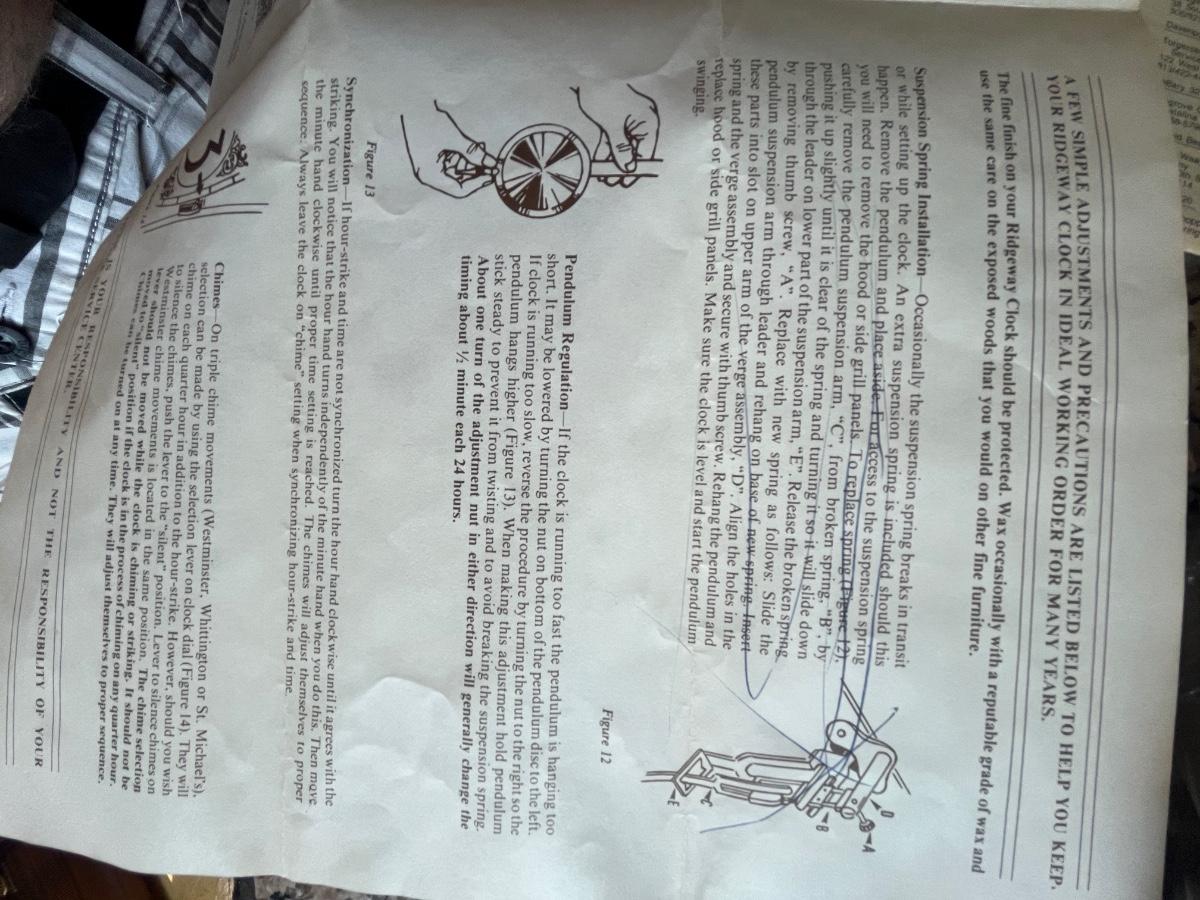 A FEW SIMPLE ADJUSTMENTS AND PRECAUTIONS ARE LISTED BELOW TO HELP YOU KEEP
YOUR RIDGEWAY CLOCK IN IDEAL WORKING ORDER FOR MANY YEARS.
The fine finish on your Ridgeway Clock should be protected. Wax occasionally with a reputable grade of wax and
use the same care on the exposed woods that you would on other fine furniture.
Suspension Spring Installation—Occasionally the suspension spring breaks in transit
or while setting up the clock. An extra suspension spring is included should this
happen. Remove the pendulum and place aside. For access to the suspension spring
you will need to remove the hood or side grill panels. To replace spring (Figure 12),
carefully remove the pendulum suspension arm, "C", from broken spring, "B", by
pushing it up slightly until it is clear of the spring and turning it so it will slide down
through the leader on lower part of the suspension arm, "E". Release the broken spring
by removing thumb screw, "A". Replace with new spring as follows: Slide the
pendulum suspension arm through leader and rehang on base of new spring. Insert
these parts into slot on upper arm of the verge assembly, "D". Align the holes in the
spring and the verge assembly and secure with thumb screw. Rehang the pendulum and
replace hood or side grill panels. Make sure the clock is level and start the pendulum
swinging.
D
A
B
C
E
Figure 12
Pendulum Regulation—If the clock is running too fast the pendulum is hanging too
short. It may be lowered by turning the nut on bottom of the pendulum disc to the left.
If clock is running too slow, reverse the procedure by turning the nut to the right so the
pendulum hangs higher (Figure 13). When making this adjustment hold pendulum
stick steady to prevent it from twisting and to avoid breaking the suspension spring.
About one turn of the adjustment nut in either direction will generally change the
timing about ½ minute each 24 hours.
Figure 13
Synchronization—If hour-strike and time are not synchronized turn the hour hand clockwise until it agrees with the
striking. You will notice that the hour hand turns independently of the minute hand when you do this. Then move
the minute hand clockwise until proper time setting is reached. The chimes will adjust themselves to proper
sequence. Always leave the clock on "chime" setting when synchronizing hour-strike and time.
3
Chimes—On triple chime movements (Westminster, Whittington or St. Michael's),
selection can be made by using the selection lever on clock dial (Figure 14). They will
chime on each quarter hour in addition to the hour-strike. However, should you wish
to silence the chimes, push the lever to the "silent" position. Lever to silence chimes on
Westminster chime movements is located in the same position. The chime selection
lever should not be moved while the clock is chiming or striking. It should not be
moved to "silent" position if the clock is in the process of chiming on any quarter hour.
Chimes can be turned on at any time. They will adjust themselves to proper sequence.
IS YOUR RESPONSIBILITY AND NOT THE RESPONSIBILITY OF YOUR
SERVICE CENTER.